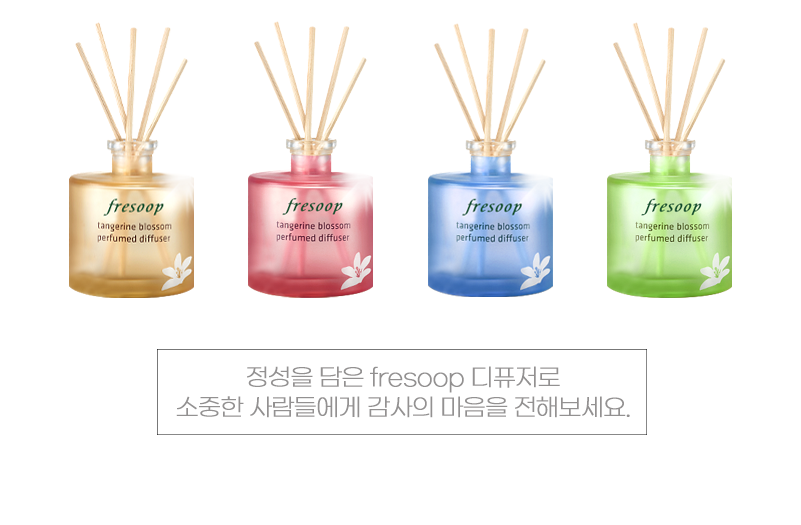 fresoop
tangerine blossom
perfumed diffuser
fresoop
tangerine blossom
perfumed diffuser
fresoop
tangerine blossom
perfumed diffuser
fresoop
tangerine blossom
perfumed diffuser
정성을 담은 fresoop 디퓨저로
소중한 사람들에게 감사의 마음을 전해보세요.